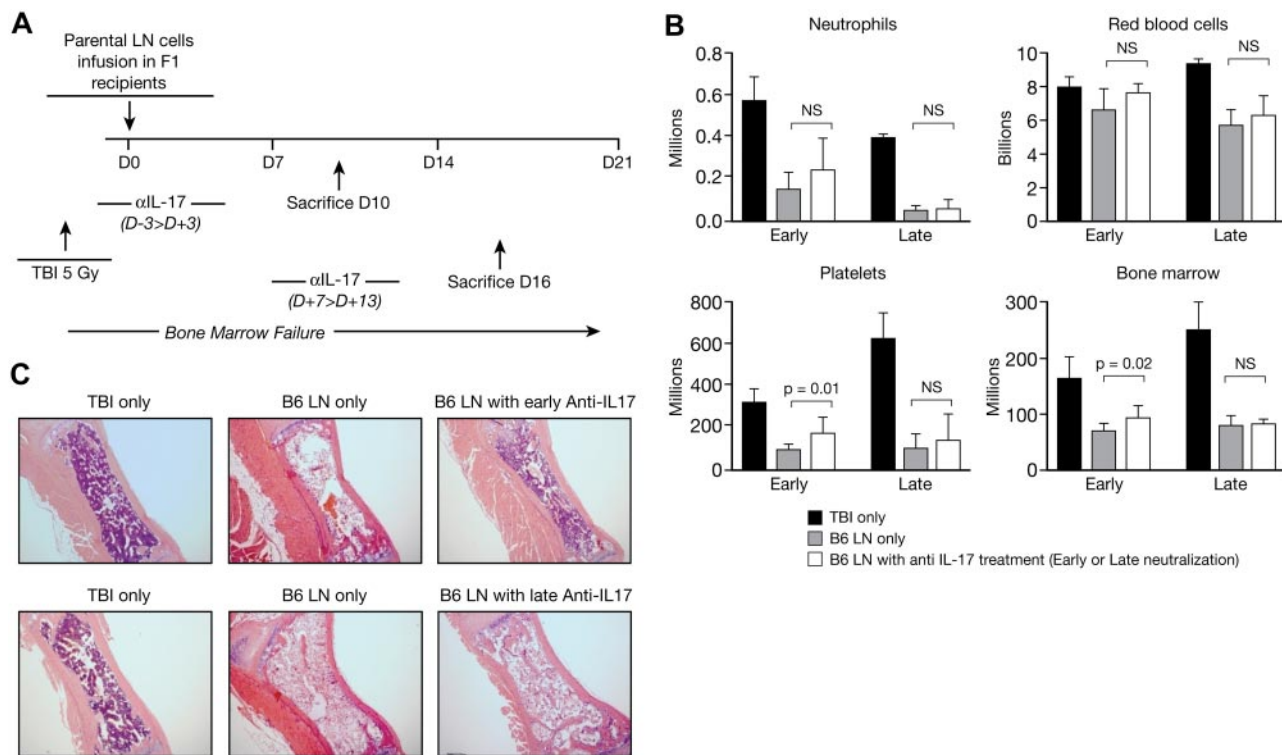 A
Parental LN cells
infusion in F1
recipients
D0 D7 D14 D21
αIL-17
(D-3>D+3)
Sacrifice D10
TBI 5 Gy
αIL-17
(D+7>D+13)
Sacrifice D16
Bone Marrow Failure
B
Neutrophils
Millions
0.8
0.6
0.4
0.2
0.0
NS
NS
Early Late
Red blood cells
Billions
10
8
6
4
2
0
NS
NS
Early Late
Platelets
Millions
800
600
400
200
0
p = 0.01
NS
Early Late
Bone marrow
Millions
300
200
100
0
p = 0.02
NS
Early Late
TBI only
B6 LN only
B6 LN with anti IL-17 treatment (Early or Late neutralization)
C
TBI only
B6 LN only
B6 LN with early Anti-IL17
TBI only
B6 LN only
B6 LN with late Anti-IL17